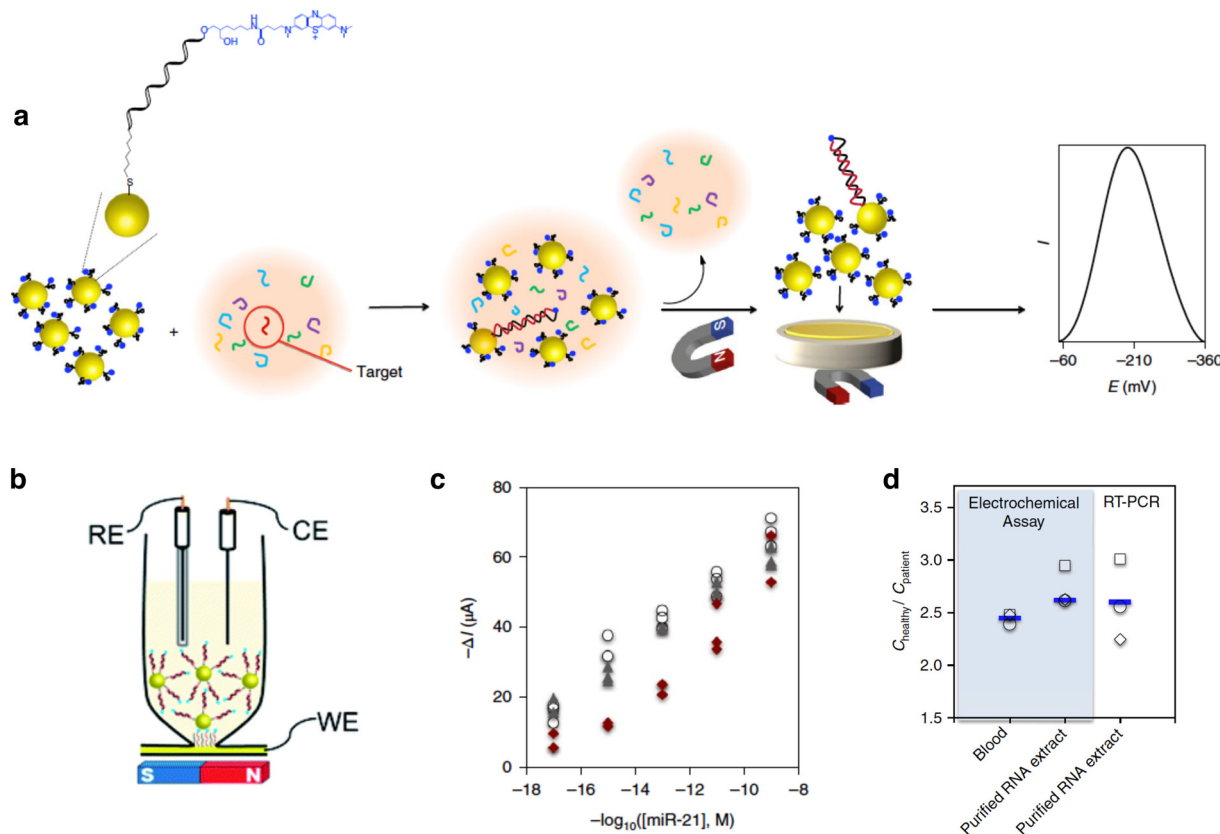 a
O
OH
H
N
O
N
N
S
+
N
S
+
Target
S
N
I
−60
−210
−360
E (mV)
b
RE
CE
WE
S
N
c
80
60
40
20
0
−ΔI (µA)
−18
−16
−14
−12
−10
−8
−log10([miR-21], M)
d
Electrochemical
Assay
RT-PCR
3.5
3.0
2.5
2.0
1.5
Chealthy/ Cpatient
Blood
Purified RNA extract
Purified RNA extract